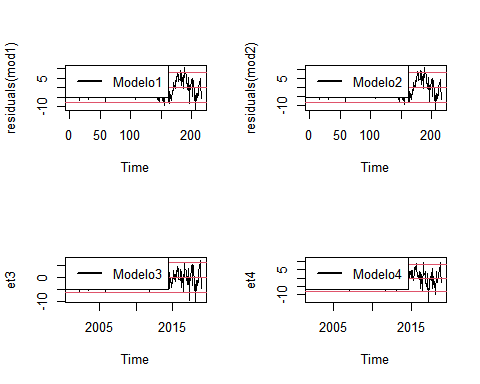 residuals(mod1)
5
-10
Modelo1
0
50
100
200
Time
residuals(mod2)
5
-10
Modelo2
0
50
100
200
Time
et3
0
-10
Modelo3
2005
2015
Time
et4
5
-10
Modelo4
2005
2015
Time